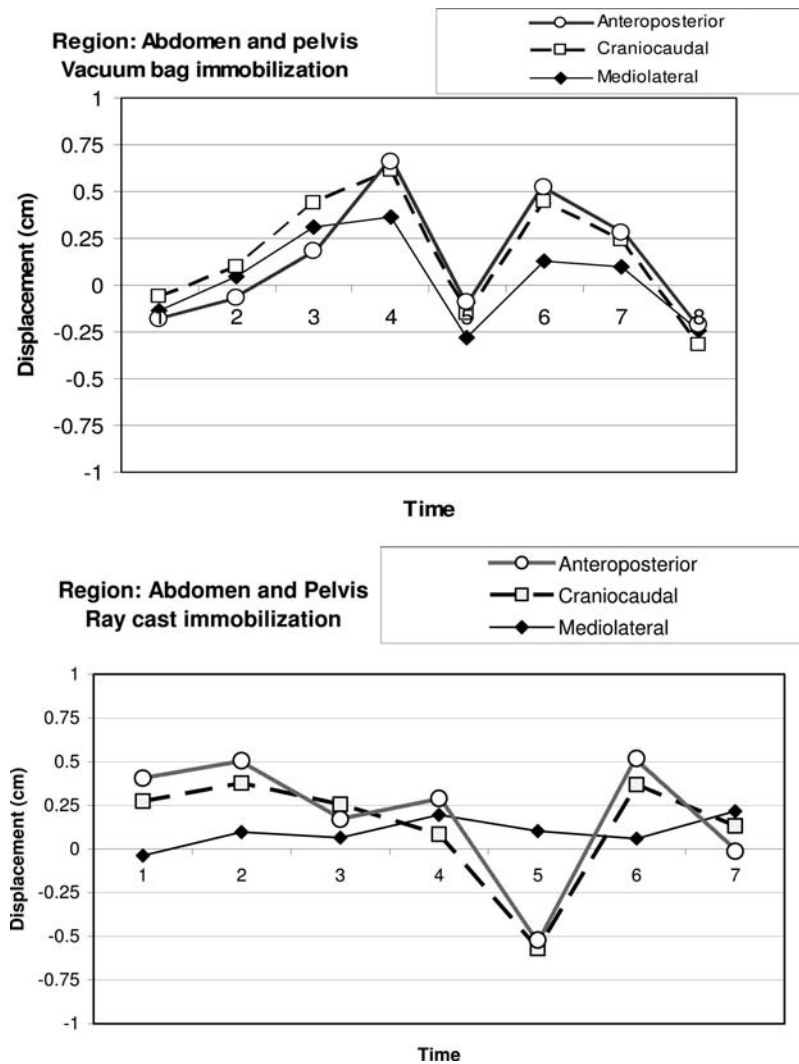 Region: Abdomen and pelvis
Vacuum bag immobilization
Anteroposterior
Craniocaudal
Mediolateral
1
0.75
0.5
0.25
0
-0.25
-0.5
-0.75
-1
Displacement (cm)
1 2 3 4 5 6 7 8
Time
Region: Abdomen and Pelvis
Ray cast immobilization
Anteroposterior
Craniocaudal
Mediolateral
1
0.75
0.5
0.25
0
-0.25
-0.5
-0.75
-1
Displacement (cm)
1 2 3 4 5 6 7
Time